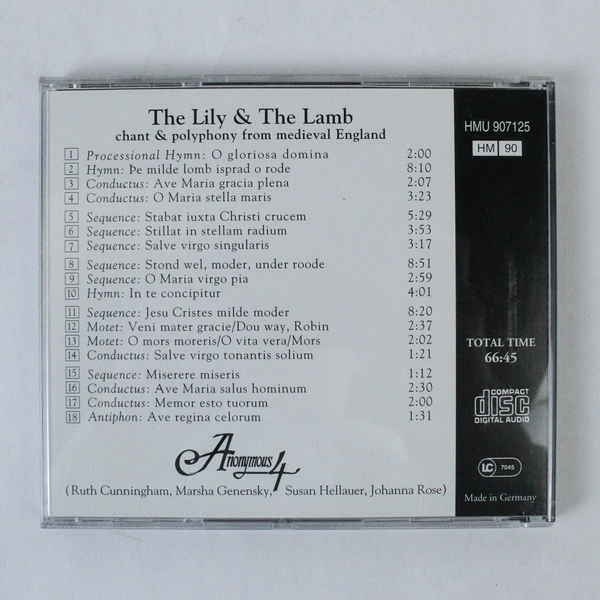 The Lily & The Lamb
chant & polyphony from medieval England
1 Processional Hymn: O gloriosa domina 2:00
2 Hymn: Þe milde lomb isprad o rode 8:10
3 Conductus: Ave Maria gracia plena 2:07
4 Conductus: O Maria stella maris 3:23
5 Sequence: Stabat iuxta Christi crucem 5:29
6 Sequence: Stillat in stellam radium 3:53
7 Sequence: Salve virgo singularis 3:17
8 Sequence: Stond wel, moder, under roode 8:51
9 Sequence: O Maria virgo pia 2:59
10 Hymn: In te concipitur 4:01
11 Sequence: Jesu Cristes milde moder 8:20
12 Motet: Veni mater gracie/Dou way, Robin 2:37
13 Motet: O mors moreris/O vita vera/Mors 2:02
14 Conductus: Salve virgo tonantis solium 1:21
15 Sequence: Miserere miseris 1:12
16 Conductus: Ave Maria salus hominum 2:30
17 Conductus: Memor esto tuorum 2:00
18 Antiphon: Ave regina celorum 1:31
Anonymous 4
(Ruth Cunningham, Marsha Genensky, Susan Hellauer, Johanna Rose)
HMU 907125
HM 90
TOTAL TIME
66:45
COMPACT
disc
DIGITAL AUDIO
LC 7045
Made in Germany